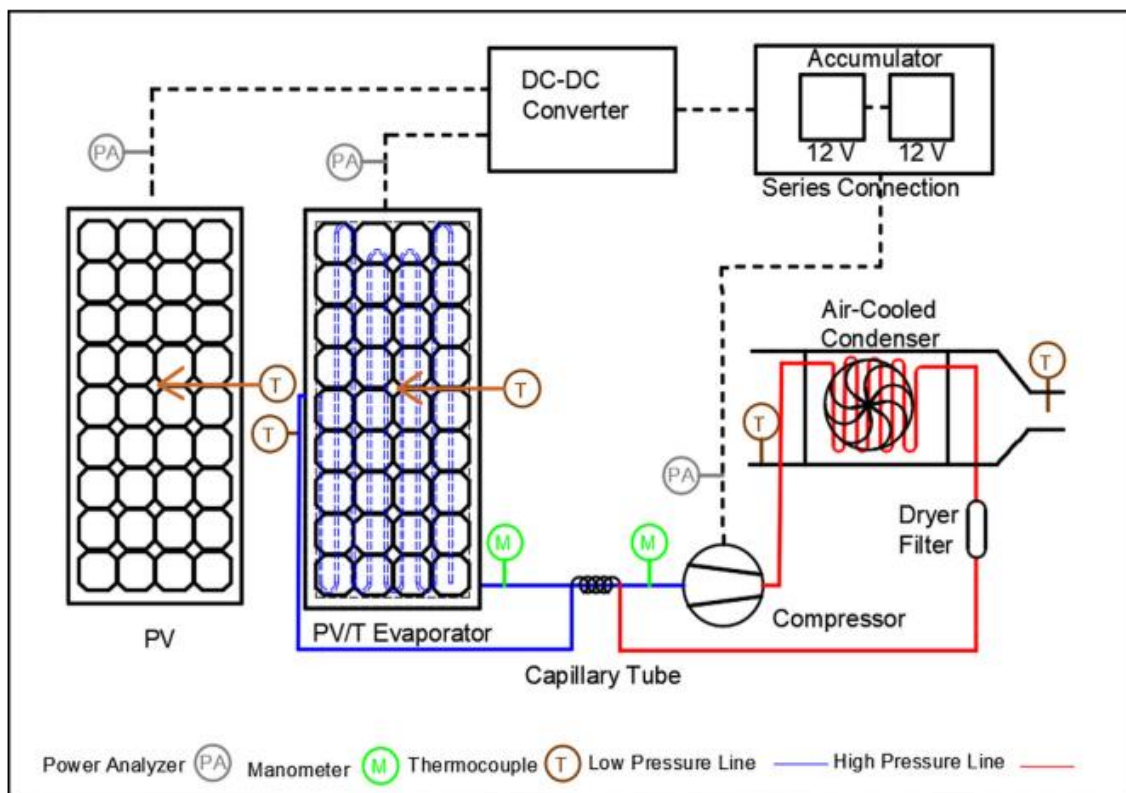 DC-DC
Converter
Accumulator
12 V 12 V
Series Connection
PA
PA
Air-Cooled
Condenser
T
T
T
T
T
PA
Dryer
Filter
M
M
PV
PV/T Evaporator
Compressor
Capillary Tube
Power Analyzer PA Manometer M Thermocouple T Low Pressure Line High Pressure Line